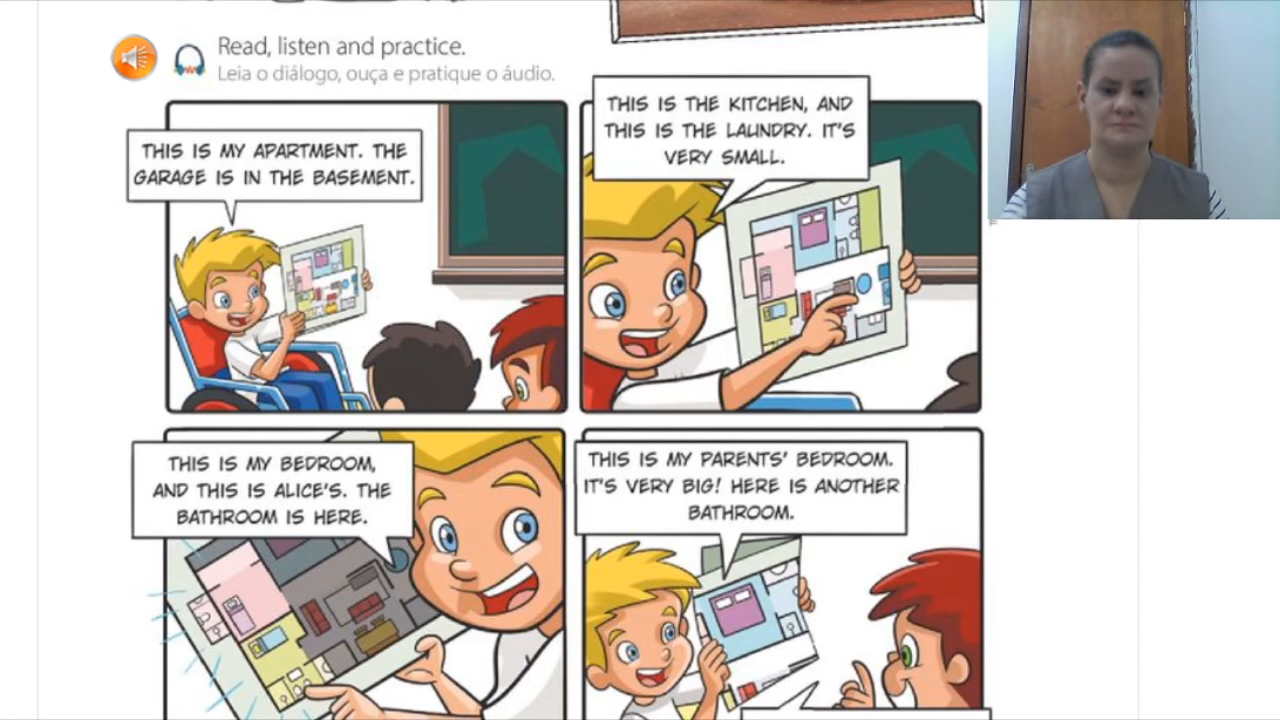 Read, listen and practice.
Leia o diálogo, ouça e pratique o áudio.
THIS IS MY APARTMENT. THE
GARAGE IS IN THE BASEMENT.
THIS IS THE KITCHEN, AND
THIS IS THE LAUNDRY. IT'S
VERY SMALL.
THIS IS MY BEDROOM,
AND THIS IS ALICE'S. THE
BATHROOM IS HERE.
THIS IS MY PARENTS' BEDROOM.
IT'S VERY BIG! HERE IS ANOTHER
BATHROOM.